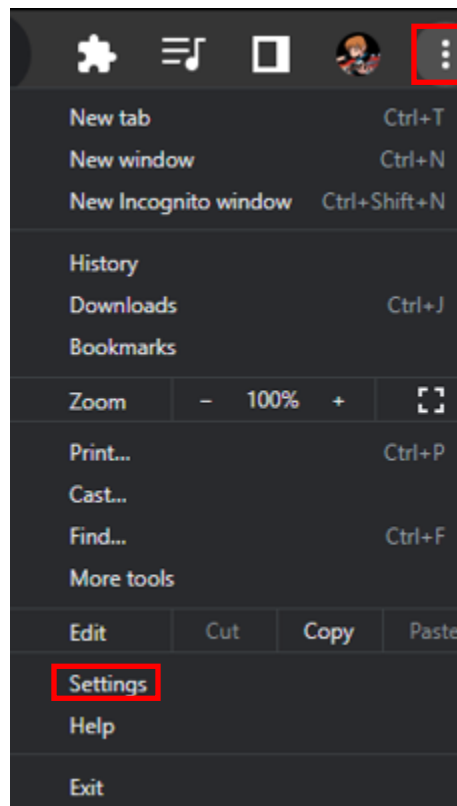 New tab Ctrl+T
New window Ctrl+N
New Incognito window Ctrl+Shift+N
History
Downloads Ctrl+J
Bookmarks
Zoom - 100% +
Print... Ctrl+P
Cast...
Find... Ctrl+F
More tools
Edit Cut Copy Paste
Settings
Help
Exit